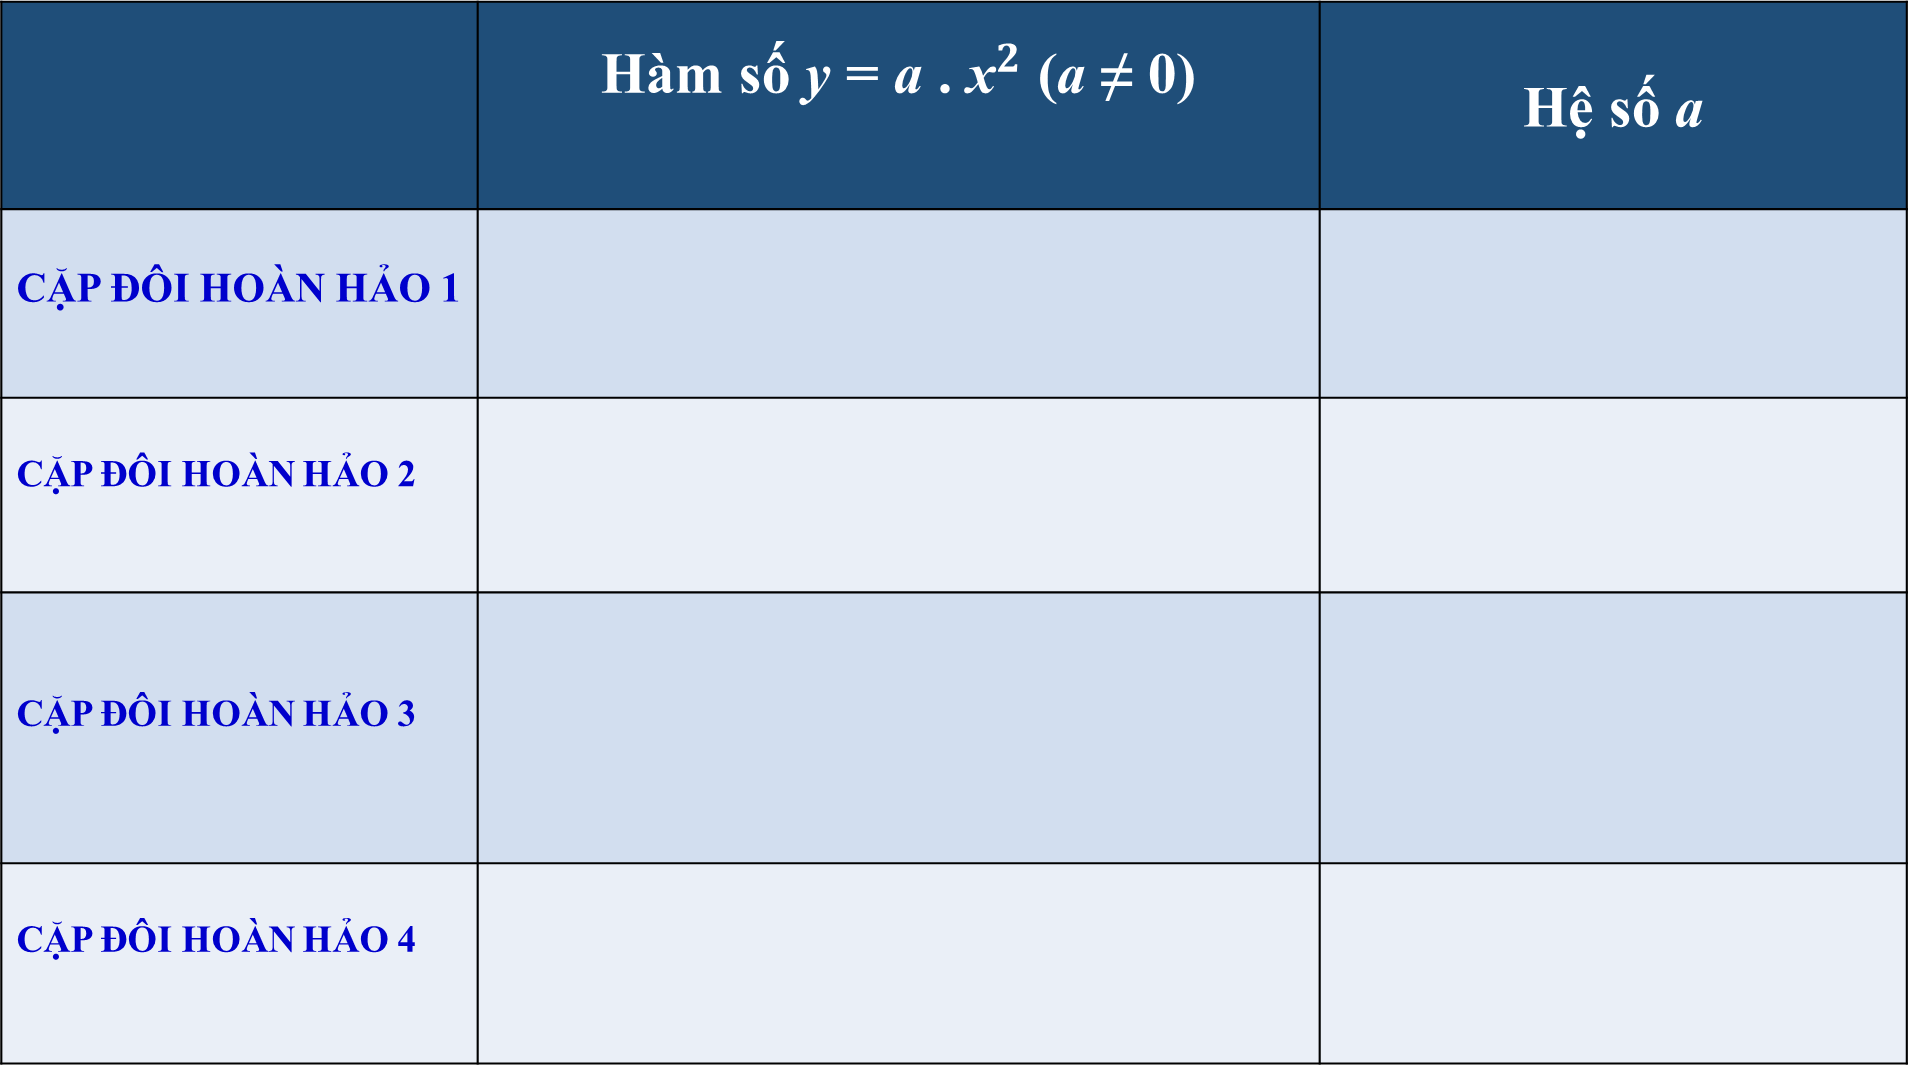 Hàm số y = a . x² (a ≠ 0)
Hệ số a
CẶP ĐÔI HOÀN HẢO 1
CẶP ĐÔI HOÀN HẢO 2
CẶP ĐÔI HOÀN HẢO 3
CẶP ĐÔI HOÀN HẢO 4